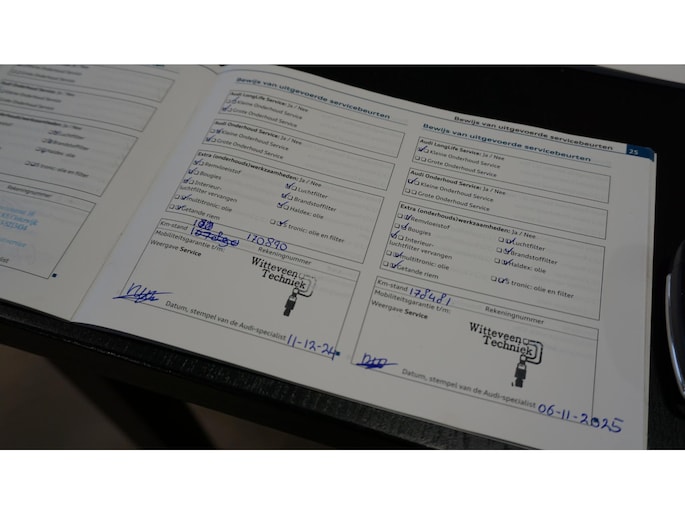 Bewijs van uitgevoerde servicebeurten
Audi LongLife Service: Ja / Nee
Kleine Onderhoud Service
Grote Onderhoud Service
Audi Onderhoud Service: Ja / Nee
Kleine Onderhoud Service
Grote Onderhoud Service
Extra (onderhouds)werkzaamheden: Ja / Nee
Remvloeistof
Bougies
Luchtfilter
Interieur-
luchtfilter vervangen
Brandstoffilter
multitronic: olie
Haldex: olie
Getande riem
S tronic: olie en filter
Km-stand 170890
Mobiliteitsgarantie t/m:
Rekeningnummer
Weergave Service
Witteveen
Techniek
Datum, stempel van de Audi-specialist 11-12-24
Bewijs van uitgevoerde servicebeurten
25
Bewijs van uitgevoerde servicebeurten
Audi LongLife Service: Ja / Nee
Kleine Onderhoud Service
Grote Onderhoud Service
Audi Onderhoud Service: Ja / Nee
Kleine Onderhoud Service
Grote Onderhoud Service
Extra (onderhouds)werkzaamheden: Ja / Nee
Remvloeistof
Bougies
Luchtfilter
Interieur-
luchtfilter vervangen
Brandstoffilter
multitronic: olie
Haldex: olie
Getande riem
S tronic: olie en filter
Km-stand 178481
Mobiliteitsgarantie t/m:
Rekeningnummer
Weergave Service
Witteveen
Techniek
Datum, stempel van de Audi-specialist 06-11-2025